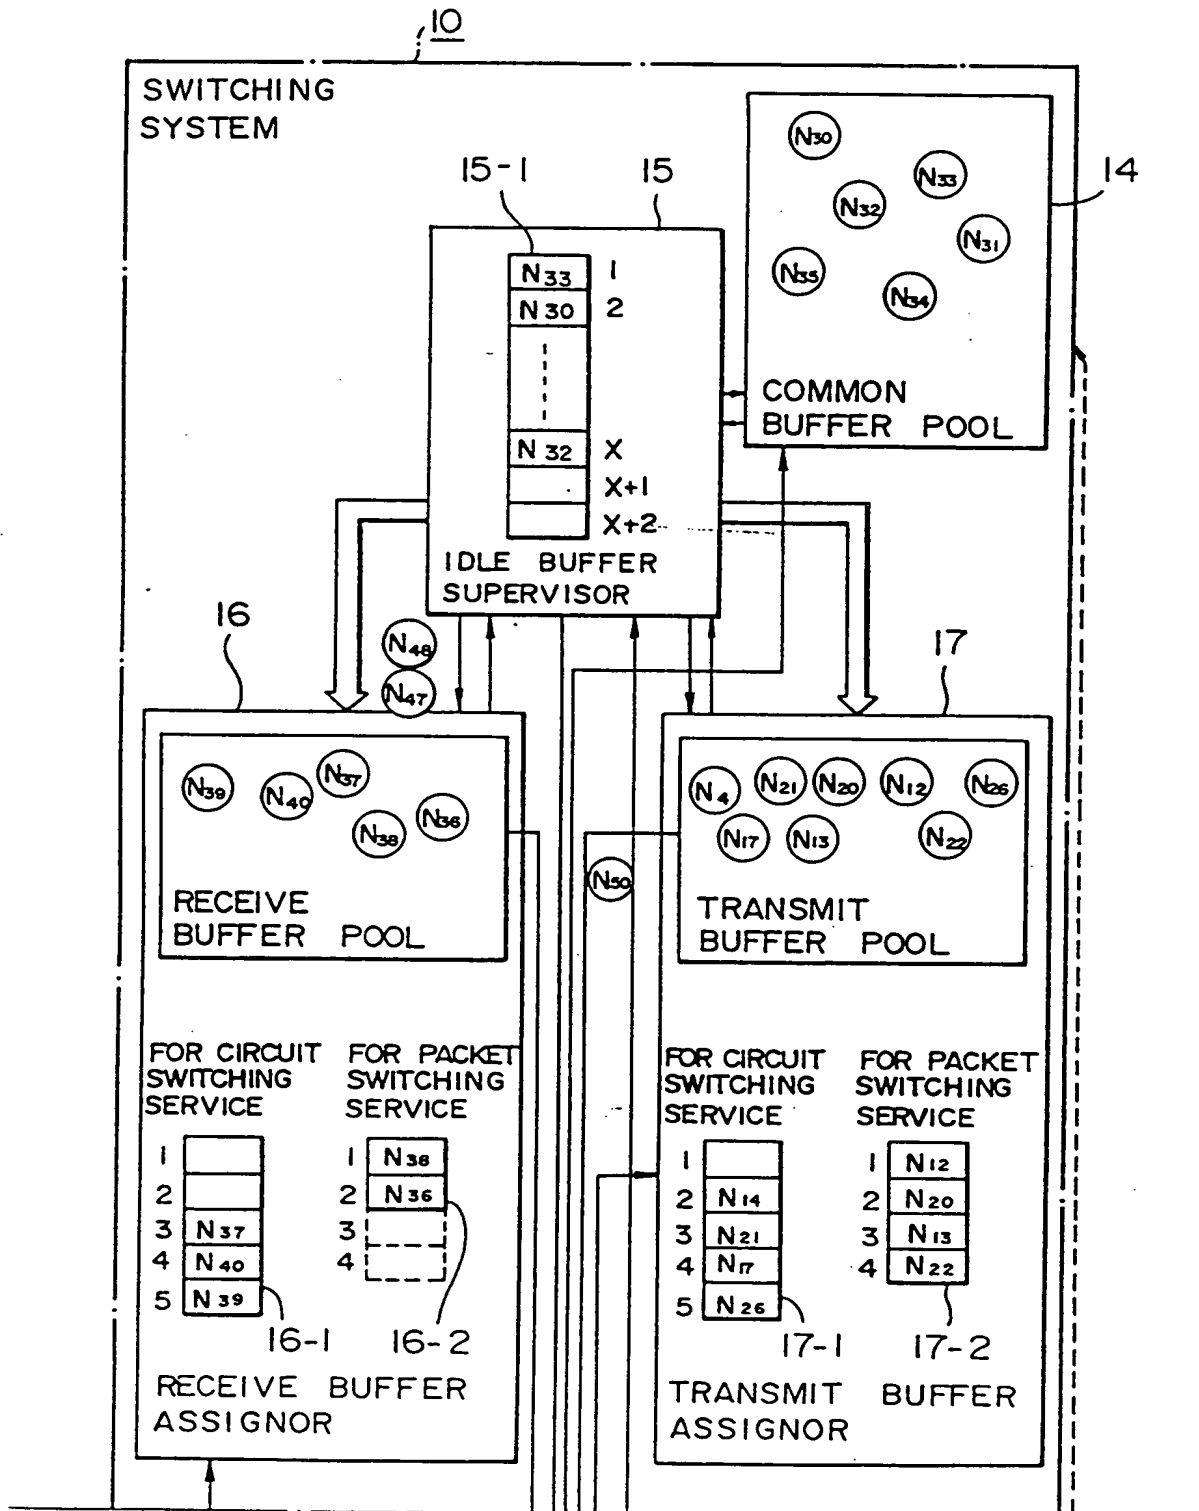 10
SWITCHING
SYSTEM
15-1
15
14
N30
N33
N32
N31
N35
N34
COMMON
BUFFER POOL
N33 1
N30 2
N32 X
X+1
X+2
IDLE BUFFER
SUPERVISOR
16
N48
N47
17
N39
N40
N37
N38
N36
RECEIVE
BUFFER POOL
N50
N4
N21
N20
N12
N26
N17
N13
N22
TRANSMIT
BUFFER POOL
FOR CIRCUIT
SWITCHING
SERVICE
1
2
3 N37
4 N40
5 N39
16-1
FOR PACKET
SWITCHING
SERVICE
1 N38
2 N36
3
4
16-2
RECEIVE BUFFER
ASSIGNOR
FOR CIRCUIT
SWITCHING
SERVICE
1
2 N14
3 N21
4 N17
5 N26
17-1
FOR PACKET
SWITCHING
SERVICE
1 N12
2 N20
3 N13
4 N22
17-2
TRANSMIT BUFFER
ASSIGNOR